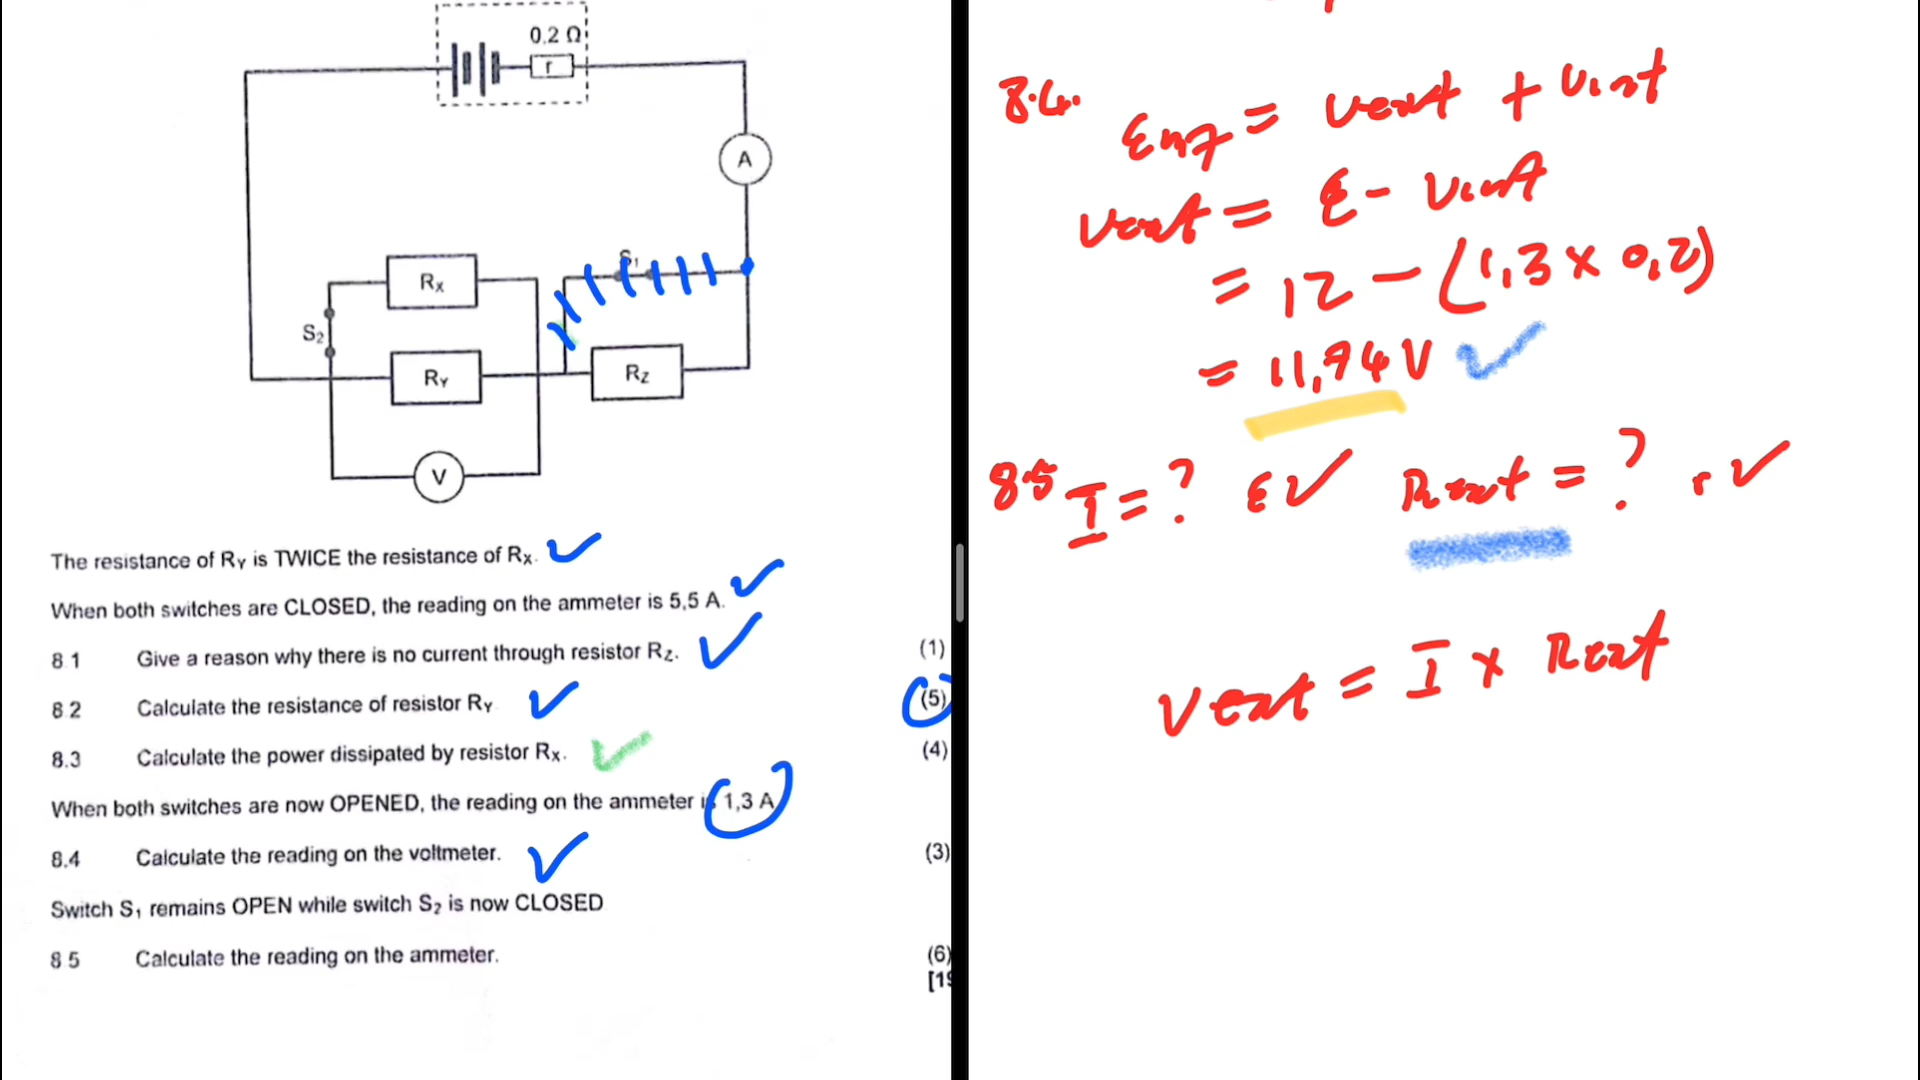 0,2 Ω
r
A
S₁
Rx
S₂
RY
Rz
V
The resistance of RY is TWICE the resistance of Rx.
When both switches are CLOSED, the reading on the ammeter is 5,5 A.
8.1 Give a reason why there is no current through resistor Rz. (1)
8.2 Calculate the resistance of resistor RY (5)
8.3 Calculate the power dissipated by resistor Rx. (4)
When both switches are now OPENED, the reading on the ammeter is 1,3 A
8.4 Calculate the reading on the voltmeter. (3)
Switch S₁ remains OPEN while switch S₂ is now CLOSED
8 5 Calculate the reading on the ammeter. (6)
8.4. Emf = Vext + Vint
Vext = ε - Vint
= 12 - (1,3 x 0,2)
= 11,74 V
8.5 I = ? ε Rext = ? r
Vext = I x Rext